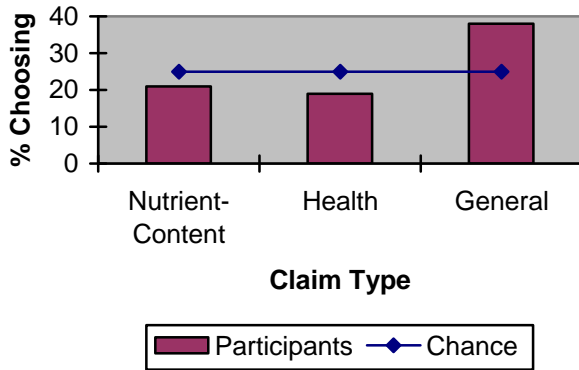 % Choosing
40
30
20
10
0
Nutrient-
Content
Health
General
Claim Type
Participants
Chance